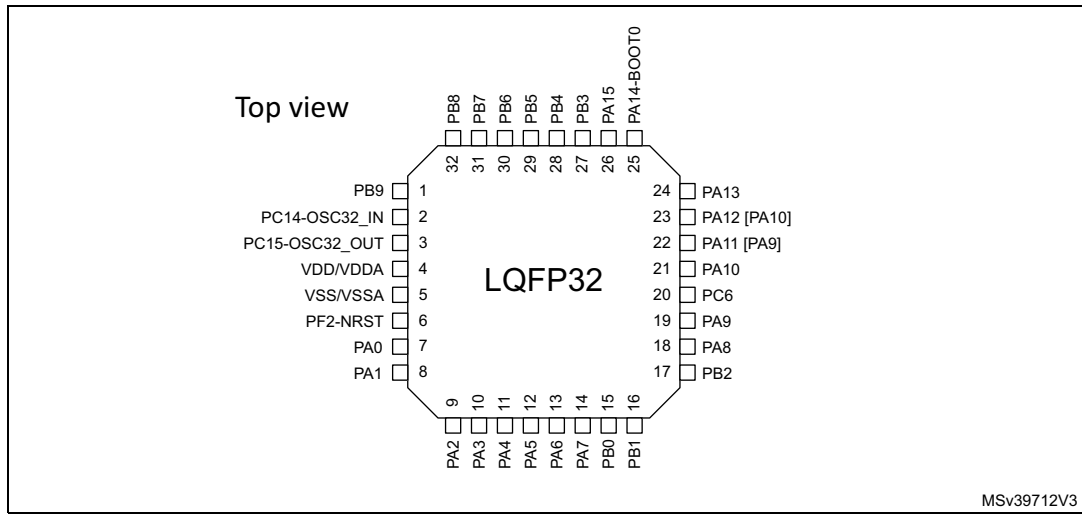 Top view
PB8
PB7
PB6
PB5
PB4
PB3
PA15
PA14-BOOT0
32
31
30
29
28
27
26
25
PB9 1
PC14-OSC32_IN 2
PC15-OSC32_OUT 3
VDD/VDDA 4
VSS/VSSA 5
PF2-NRST 6
PA0 7
PA1 8
LQFP32
24 PA13
23 PA12 [PA10]
22 PA11 [PA9]
21 PA10
20 PC6
19 PA9
18 PA8
17 PB2
9
10
11
12
13
14
15
16
PA2
PA3
PA4
PA5
PA6
PA7
PB0
PB1
MSv39712V3